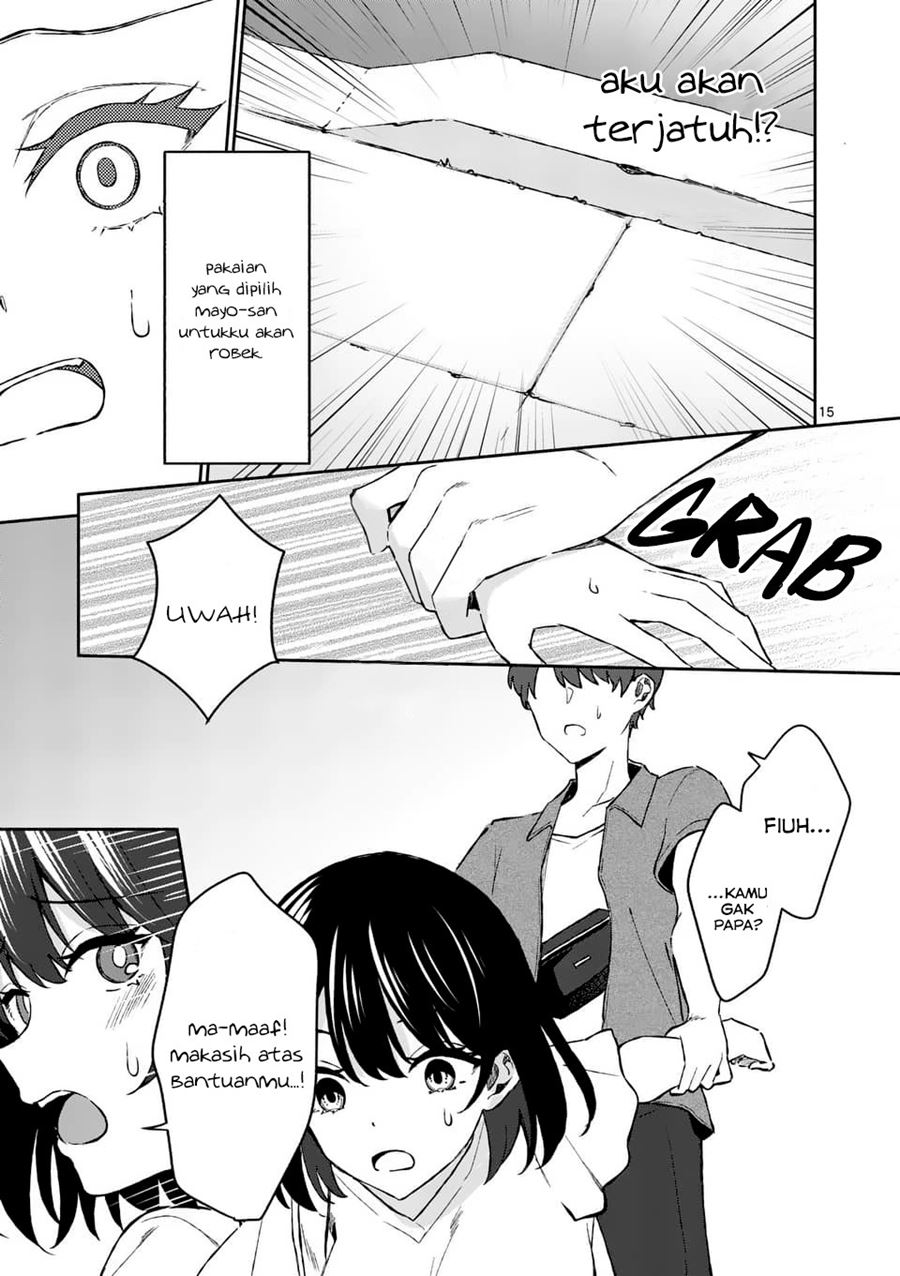 aku akan
terjatuh!?
pakaian
yang dipilih
mayo-san
untukku akan
robek
15
GRAB
UWAH!
FIUH...
...KAMU
GAK
PAPA?
ma-maaf!
makasih atas
Bantuanmu...!